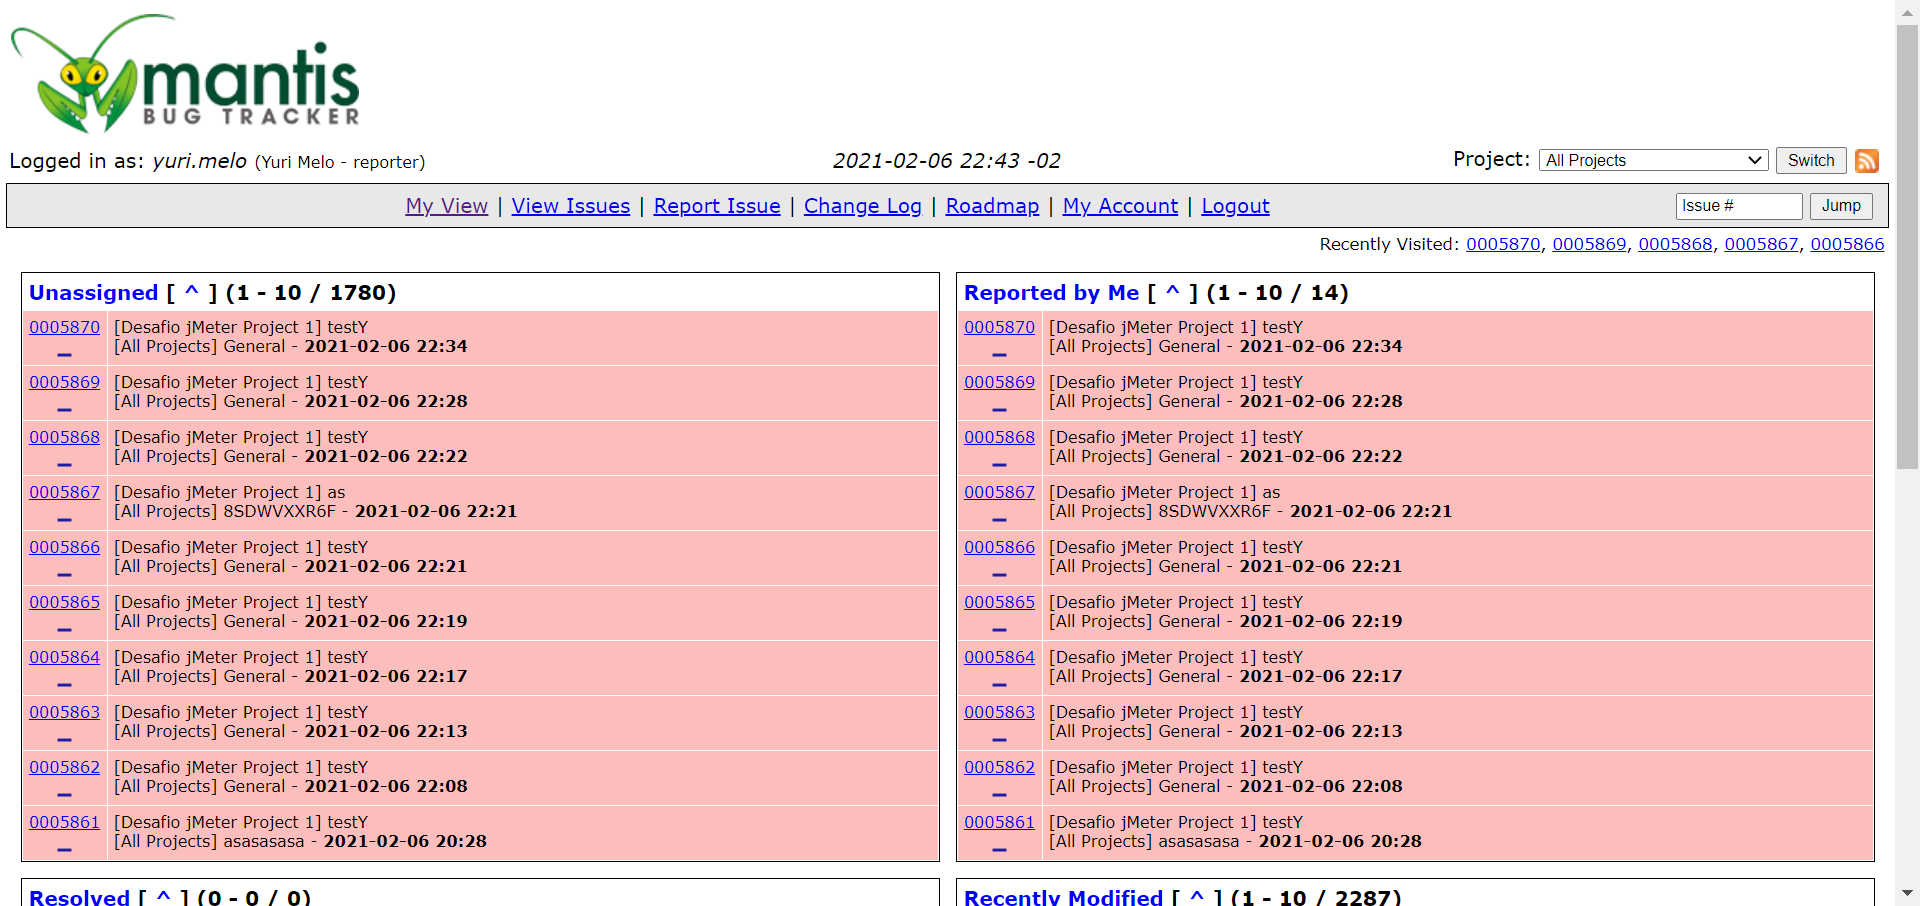 mantis
BUG TRACKER
Logged in as: yuri.melo (Yuri Melo - reporter)
2021-02-06 22:43 -02
Project: All Projects Switch
My View | View Issues | Report Issue | Change Log | Roadmap | My Account | Logout
Issue # Jump
Recently Visited: 0005870, 0005869, 0005868, 0005867, 0005866
Unassigned [ ^ ] (1 - 10 / 1780)
0005870 [Desafio jMeter Project 1] testY
[All Projects] General - 2021-02-06 22:34
0005869 [Desafio jMeter Project 1] testY
[All Projects] General - 2021-02-06 22:28
0005868 [Desafio jMeter Project 1] testY
[All Projects] General - 2021-02-06 22:22
0005867 [Desafio jMeter Project 1] as
[All Projects] 8SDWVXXR6F - 2021-02-06 22:21
0005866 [Desafio jMeter Project 1] testY
[All Projects] General - 2021-02-06 22:21
0005865 [Desafio jMeter Project 1] testY
[All Projects] General - 2021-02-06 22:19
0005864 [Desafio jMeter Project 1] testY
[All Projects] General - 2021-02-06 22:17
0005863 [Desafio jMeter Project 1] testY
[All Projects] General - 2021-02-06 22:13
0005862 [Desafio jMeter Project 1] testY
[All Projects] General - 2021-02-06 22:08
0005861 [Desafio jMeter Project 1] testY
[All Projects] asasasasa - 2021-02-06 20:28
Reported by Me [ ^ ] (1 - 10 / 14)
0005870 [Desafio jMeter Project 1] testY
[All Projects] General - 2021-02-06 22:34
0005869 [Desafio jMeter Project 1] testY
[All Projects] General - 2021-02-06 22:28
0005868 [Desafio jMeter Project 1] testY
[All Projects] General - 2021-02-06 22:22
0005867 [Desafio jMeter Project 1] as
[All Projects] 8SDWVXXR6F - 2021-02-06 22:21
0005866 [Desafio jMeter Project 1] testY
[All Projects] General - 2021-02-06 22:21
0005865 [Desafio jMeter Project 1] testY
[All Projects] General - 2021-02-06 22:19
0005864 [Desafio jMeter Project 1] testY
[All Projects] General - 2021-02-06 22:17
0005863 [Desafio jMeter Project 1] testY
[All Projects] General - 2021-02-06 22:13
0005862 [Desafio jMeter Project 1] testY
[All Projects] General - 2021-02-06 22:08
0005861 [Desafio jMeter Project 1] testY
[All Projects] asasasasa - 2021-02-06 20:28
Resolved [ ^ ] (0 - 0 / 0)
Recently Modified [ ^ ] (1 - 10 / 2287)